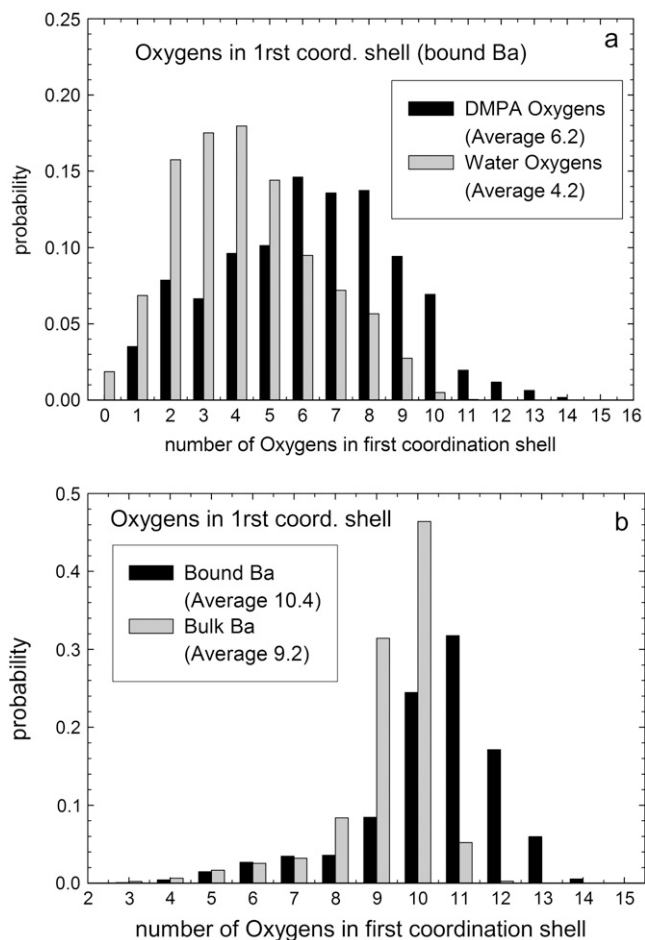 a
Oxygens in 1rst coord. shell (bound Ba)
DMPA Oxygens
(Average 6.2)
Water Oxygens
(Average 4.2)
probability
0.25
0.20
0.15
0.10
0.05
0.00
0 1 2 3 4 5 6 7 8 9 10 11 12 13 14 15 16
number of Oxygens in first coordination shell
b
Oxygens in 1rst coord. shell
Bound Ba
(Average 10.4)
Bulk Ba
(Average 9.2)
probability
0.5
0.4
0.3
0.2
0.1
0.0
2 3 4 5 6 7 8 9 10 11 12 13 14 15
number of Oxygens in first coordination shell